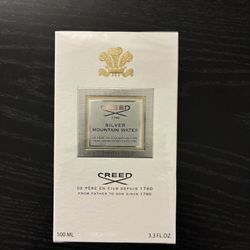 CREED
1760
SILVER
MOUNTAIN WATER
CREED
DE PÈRE EN FILS DEPUIS 1760
FROM FATHER TO SON SINCE 1760
100 ML
3.3 FL.OZ.